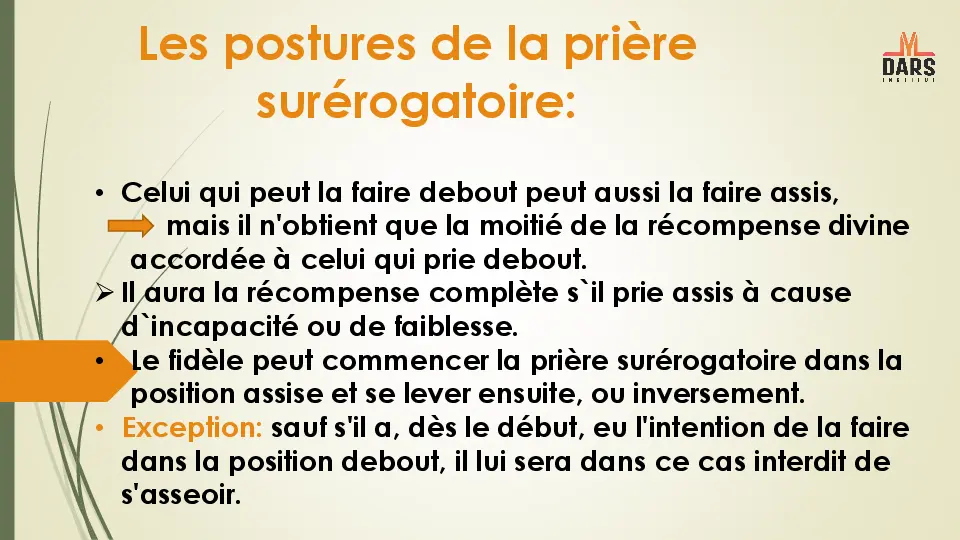 Les postures de la prière
surérogatoire:
M
DARS
INSTITUT
• Celui qui peut la faire debout peut aussi la faire assis,
mais il n'obtient que la moitié de la récompense divine
accordée à celui qui prie debout.
➢ Il aura la récompense complète s`il prie assis à cause
d`incapacité ou de faiblesse.
• Le fidèle peut commencer la prière surérogatoire dans la
position assise et se lever ensuite, ou inversement.
• Exception: sauf s'il a, dès le début, eu l'intention de la faire
dans la position debout, il lui sera dans ce cas interdit de
s'asseoir.